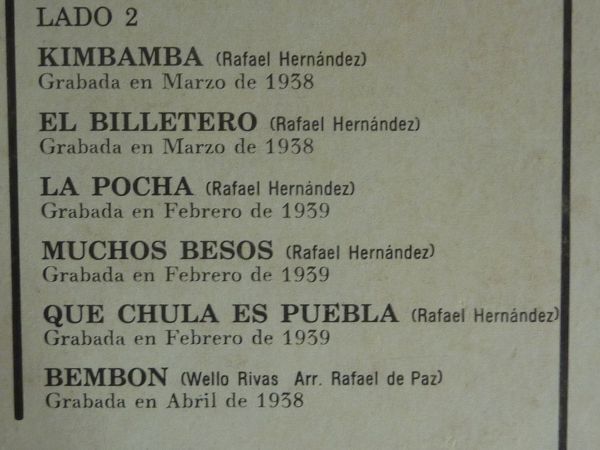 LADO 2
KIMBAMBA (Rafael Hernández)
Grabada en Marzo de 1938
EL BILLETERO (Rafael Hernández)
Grabada en Marzo de 1938
LA POCHA (Rafael Hernández)
Grabada en Febrero de 1939
MUCHOS BESOS (Rafael Hernández)
Grabada en Febrero de 1939
QUE CHULA ES PUEBLA (Rafael Hernández)
Grabada en Febrero de 1939
BEMBON (Wello Rivas Arr. Rafael de Paz)
Grabada en Abril de 1938